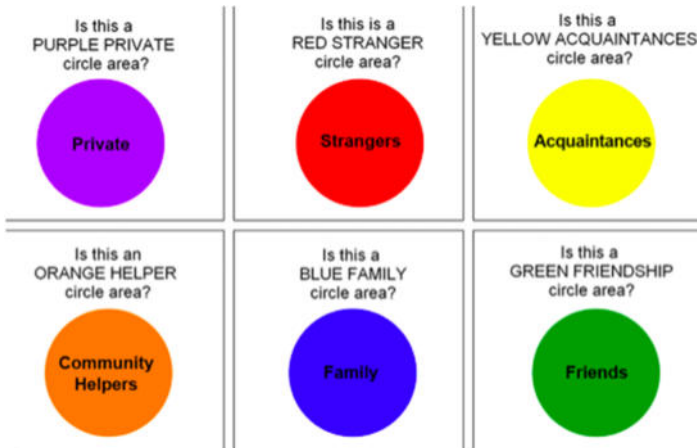 Is this a
PURPLE PRIVATE
circle area?
Private
Is this is a
RED STRANGER
circle area?
Strangers
Is this a
YELLOW ACQUAINTANCES
circle area?
Acquaintances
Is this an
ORANGE HELPER
circle area?
Community
Helpers
Is this a
BLUE FAMILY
circle area?
Family
Is this a
GREEN FRIENDSHIP
circle area?
Friends